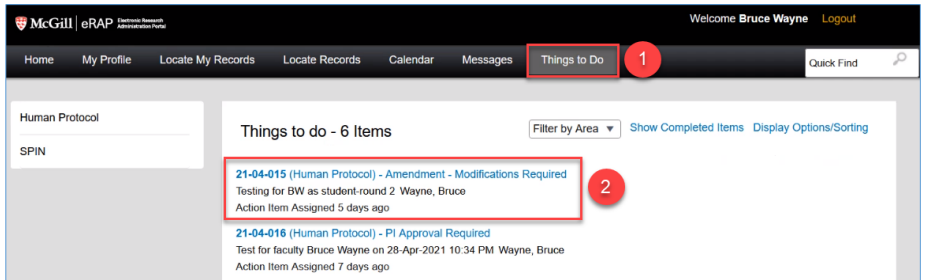 McGill eRAP Electronic Research Administration Portal
Welcome Bruce Wayne Logout
Home My Profile Locate My Records Locate Records Calendar Messages Things to Do 1
Quick Find
Human Protocol
SPIN
Things to do - 6 Items
Filter by Area Show Completed Items Display Options/Sorting
21-04-015 (Human Protocol) - Amendment - Modifications Required
Testing for BW as student-round 2 Wayne, Bruce
Action Item Assigned 5 days ago
2
21-04-016 (Human Protocol) - PI Approval Required
Test for faculty Bruce Wayne on 28-Apr-2021 10:34 PM Wayne, Bruce
Action Item Assigned 7 days ago